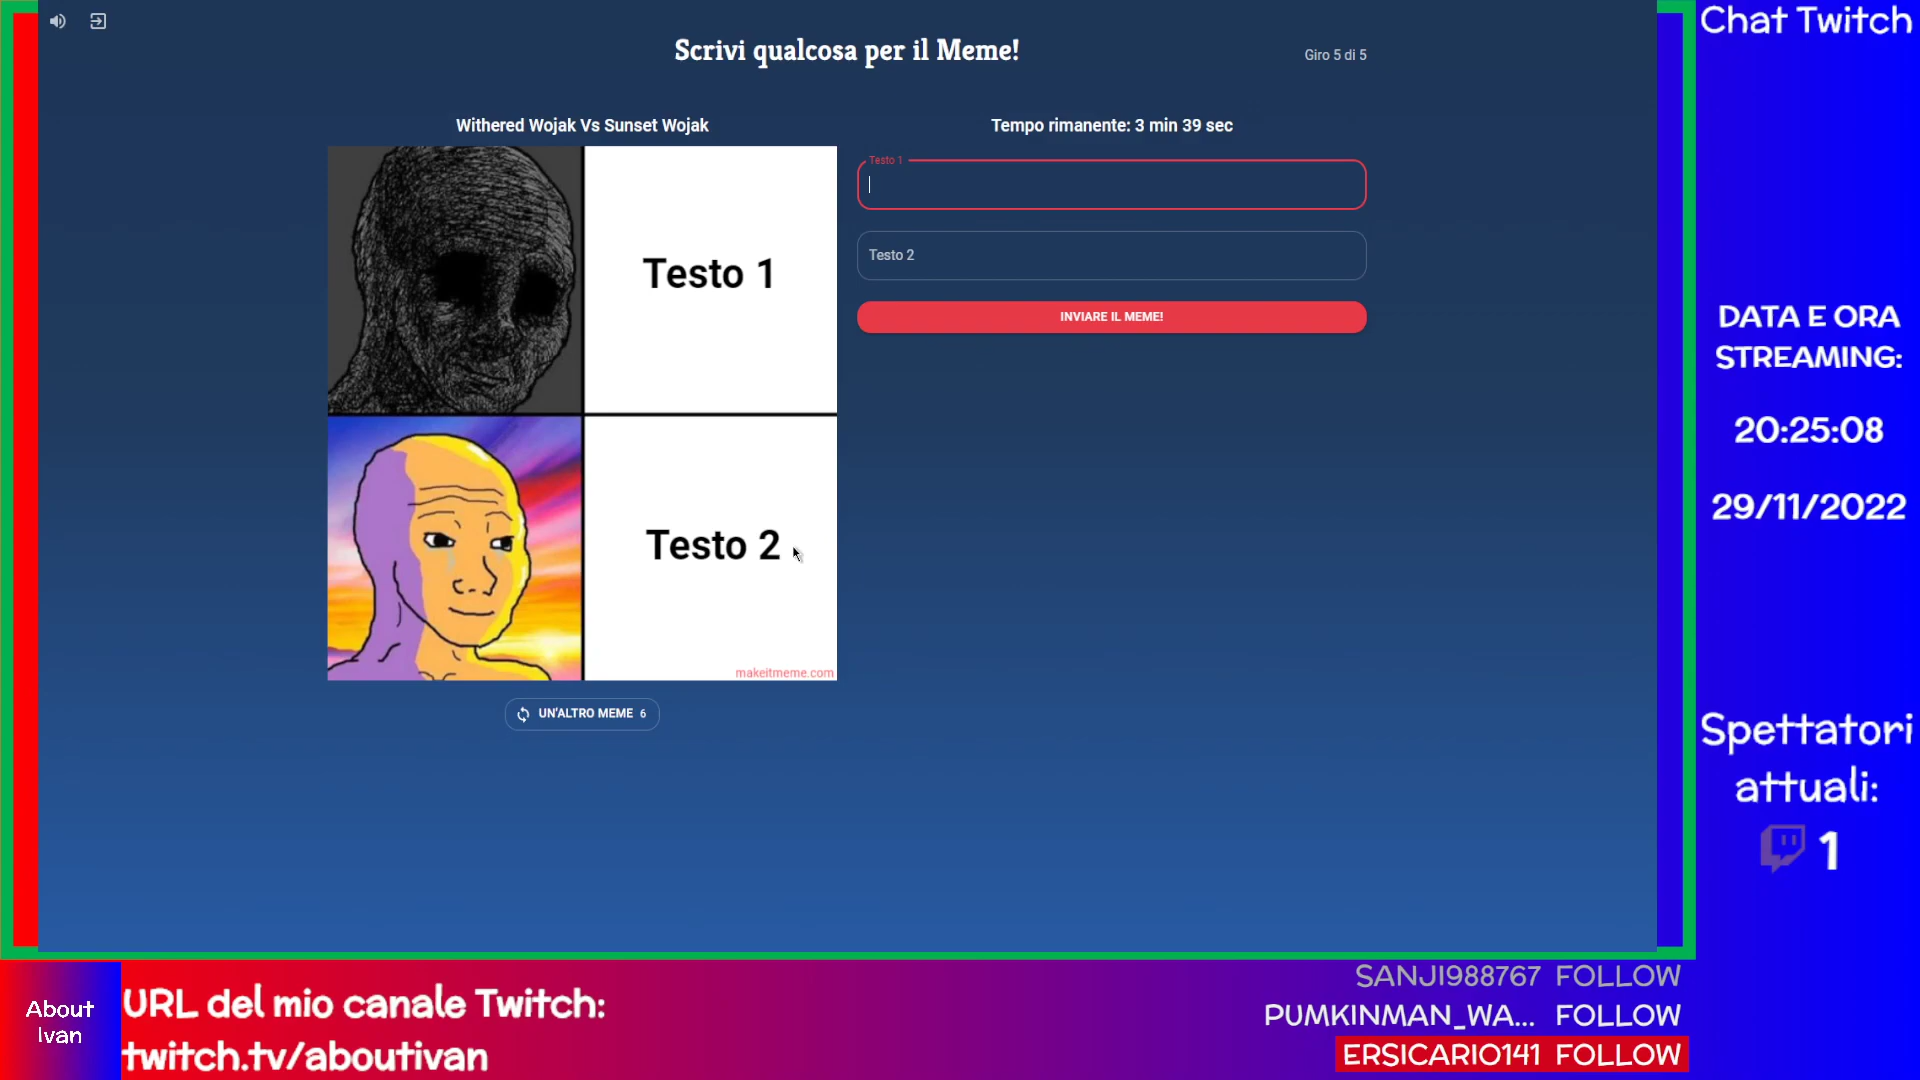 Scrivi qualcosa per il Meme!
Giro 5 di 5
Withered Wojak Vs Sunset Wojak
Testo 1
Testo 2
makeitmeme.com
UN'ALTRO MEME 6
Tempo rimanente: 3 min 39 sec
Testo 1
Testo 2
INVIARE IL MEME!
Chat Twitch
DATA E ORA
STREAMING:
20:25:08
29/11/2022
Spettatori
attuali:
1
About
Ivan
URL del mio canale Twitch:
twitch.tv/aboutivan
SANJI988767 FOLLOW
PUMKINMAN_WA... FOLLOW
ERSICARIO141 FOLLOW